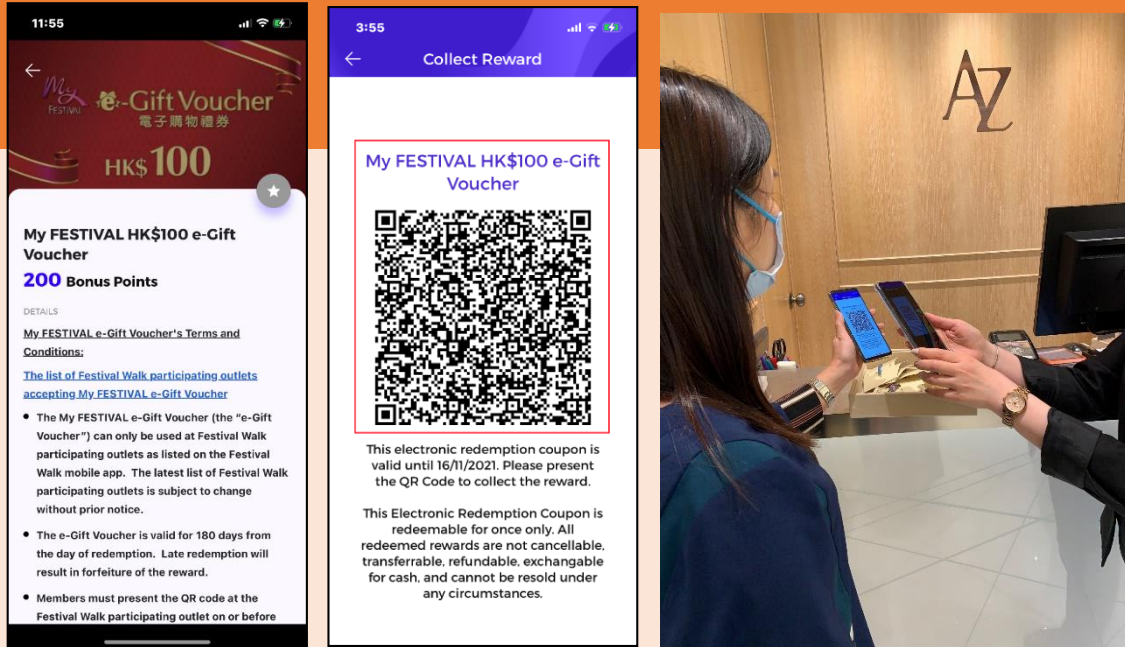 11:55
My
FESTIVAL
e-Gift Voucher
電子購物禮券
HK$100
My FESTIVAL HK$100 e-Gift
Voucher
200 Bonus Points
DETAILS
My FESTIVAL e-Gift Voucher's Terms and
Conditions:
The list of Festival Walk participating outlets
accepting My FESTIVAL e-Gift Voucher
• The My FESTIVAL e-Gift Voucher (the “e-Gift
Voucher”) can only be used at Festival Walk
participating outlets as listed on the Festival
Walk mobile app. The latest list of Festival Walk
participating outlets is subject to change
without prior notice.
• The e-Gift Voucher is valid for 180 days from
the day of redemption. Late redemption will
result in forfeiture of the reward.
• Members must present the QR code at the
Festival Walk participating outlet on or before
3:55
Collect Reward
My FESTIVAL HK$100 e-Gift
Voucher
This electronic redemption coupon is
valid until 16/11/2021. Please present
the QR Code to collect the reward.
This Electronic Redemption Coupon is
redeemable for once only. All
redeemed rewards are not cancellable,
transferrable, refundable, exchangable
for cash, and cannot be resold under
any circumstances.
AZ